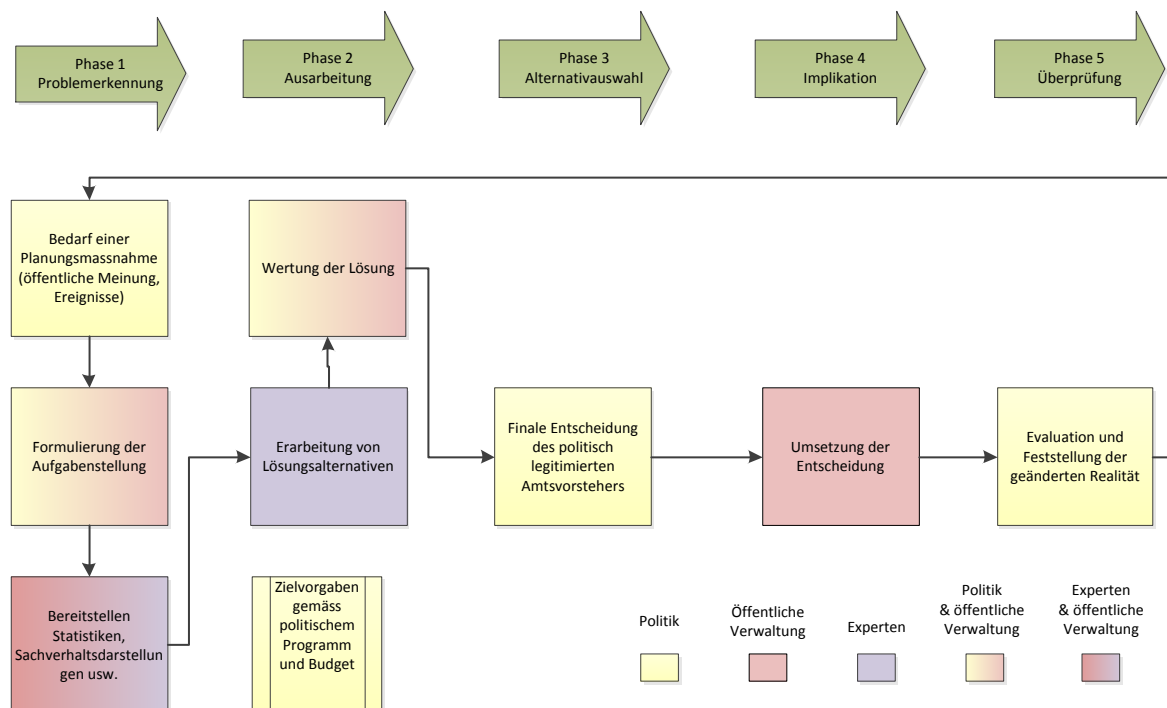 Phase 1
Problemerkennung
Phase 2
Ausarbeitung
Phase 3
Alternativauswahl
Phase 4
Implikation
Phase 5
Überprüfung
Bedarf einer
Planungsmassnahme
(öffentliche Meinung,
Ereignisse)
Wertung der Lösung
Formulierung der
Aufgabenstellung
Erarbeitung von
Lösungsalternativen
Finale Entscheidung
des politisch
legitimierten
Amtsvorstehers
Umsetzung der
Entscheidung
Evaluation und
Feststellung der
geänderten Realität
Bereitstellen
Statistiken,
Sachverhaltsdarstellun
gen usw.
Zielvorgaben
gemäss
politischem
Programm
und Budget
Politik
Öffentliche
Verwaltung
Experten
Politik
& öffentliche
Verwaltung
Experten
& öffentliche
Verwaltung